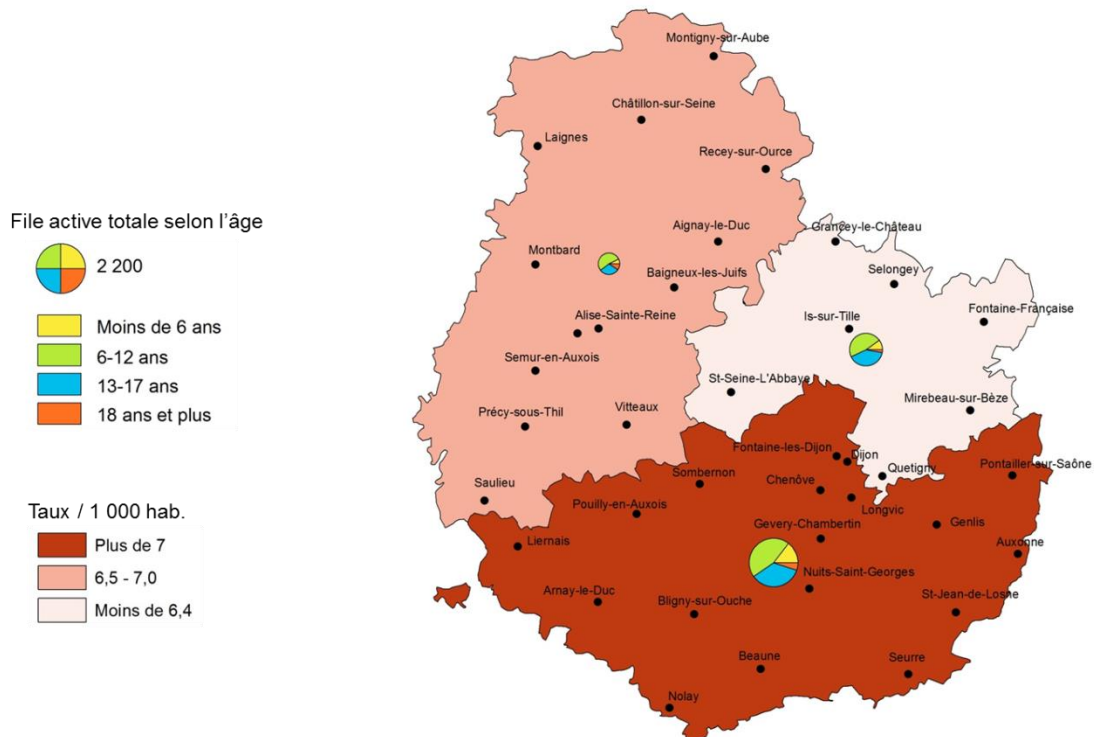 Montigny-sur-Aube
Châtillon-sur-Seine
Laignes
Recey-sur-Ource
File active totale selon l'âge
2 200
Moins de 6 ans
6-12 ans
13-17 ans
18 ans et plus
Aignay-le-Duc
Grancey-le-Château
Montbard
Selongey
Baigneux-les-Juifs
Alise-Sainte-Reine
Is-sur-Tille
Fontaine-Française
Semur-en-Auxois
St-Seine-L'Abbaye
Précy-sous-Thil
Vitteaux
Mirebeau-sur-Bèze
Fontaine-les-Dijon
Dijon
Saulieu
Sombernon
Quetigny
Pontailler-sur-Saône
Chenôve
Taux / 1 000 hab.
Plus de 7
6,5 - 7,0
Moins de 6,4
Pouilly-en-Auxois
Longvic
Liernais
Gevery-Chambertin
Genlis
Auxonne
Arnay-le-Duc
Bligny-sur-Ouche
Nuits-Saint-Georges
St-Jean-de-Losne
Beaune
Seurre
Nolay